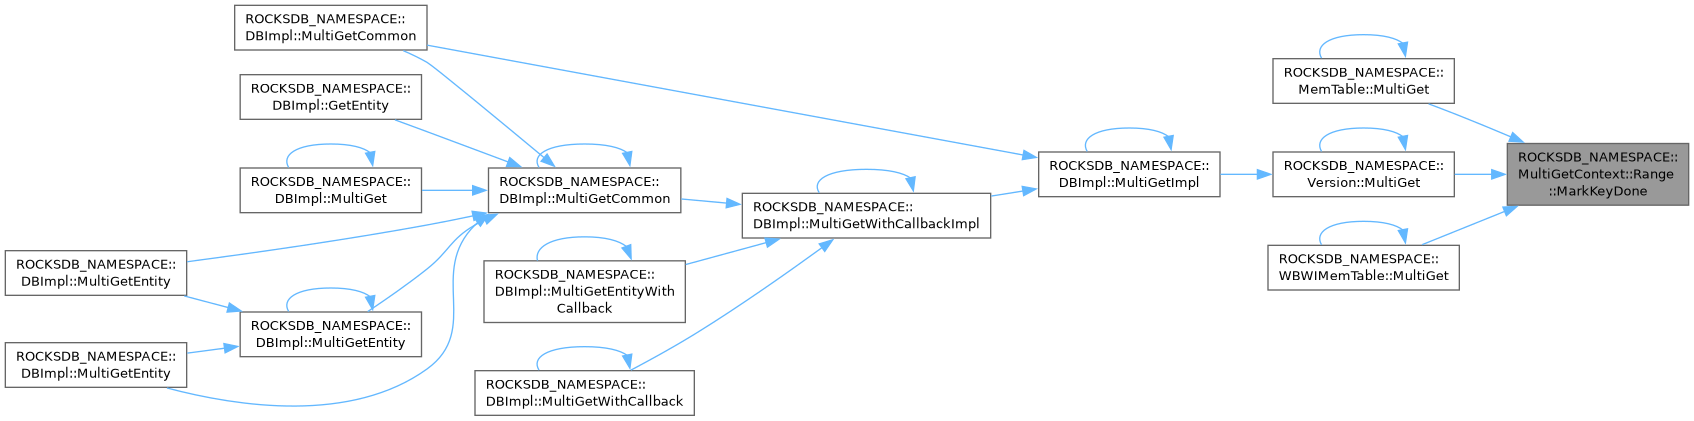 ROCKSDB_NAMESPACE::
DBImpl::MultiGetCommon
ROCKSDB_NAMESPACE::
DBImpl::GetEntity
ROCKSDB_NAMESPACE::
DBImpl::MultiGet
ROCKSDB_NAMESPACE::
DBImpl::MultiGetEntity
ROCKSDB_NAMESPACE::
DBImpl::MultiGetEntity
ROCKSDB_NAMESPACE::
DBImpl::MultiGetEntity
ROCKSDB_NAMESPACE::
DBImpl::MultiGetCommon
ROCKSDB_NAMESPACE::
DBImpl::MultiGetEntityWith
Callback
ROCKSDB_NAMESPACE::
DBImpl::MultiGetWithCallback
ROCKSDB_NAMESPACE::
DBImpl::MultiGetWithCallbackImpl
ROCKSDB_NAMESPACE::
DBImpl::MultiGetImpl
ROCKSDB_NAMESPACE::
MemTable::MultiGet
ROCKSDB_NAMESPACE::
Version::MultiGet
ROCKSDB_NAMESPACE::
WBWIMemTable::MultiGet
ROCKSDB_NAMESPACE::
MultiGetContext::Range
::MarkKeyDone